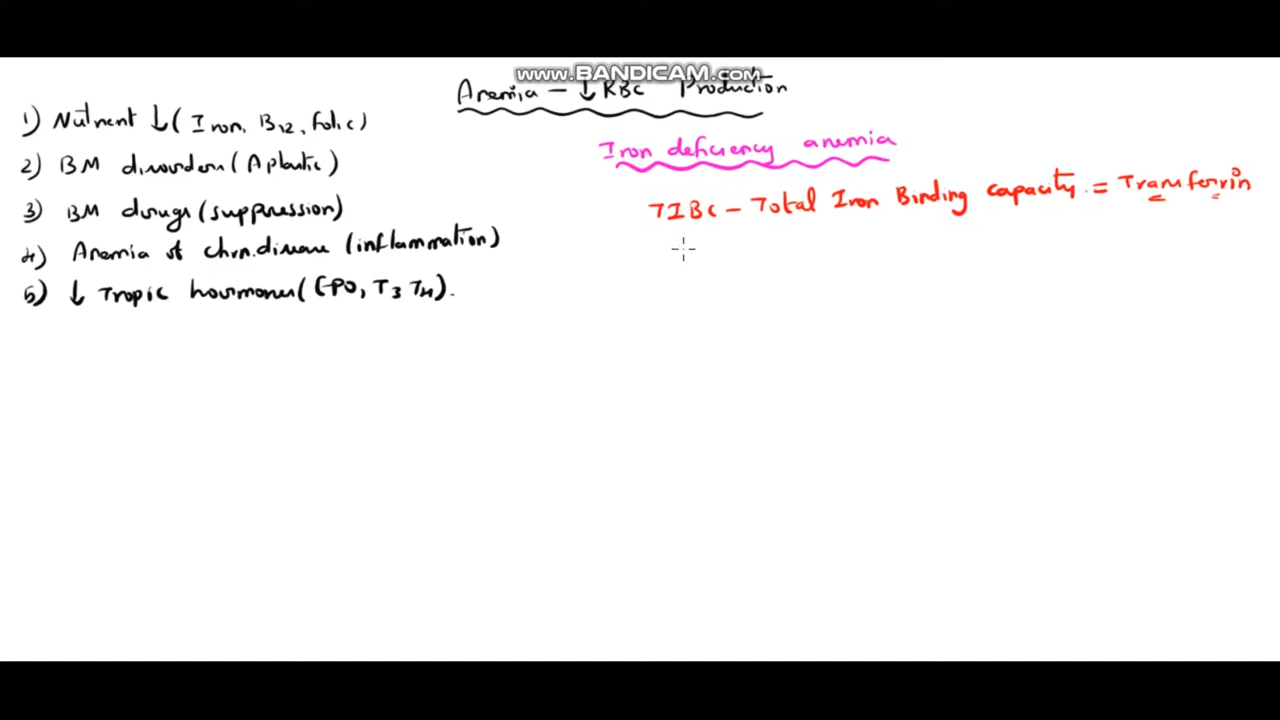 www.BANDICAM.com
Anemia - ↓ RBC Production
1) Nutrient ↓ (Iron, B12, Folic)
2) BM disorders (Aplastic)
3) BM drugs (suppression)
4) Anemia of chrn. disease (inflammation)
5) ↓ Tropic hormones (EPO, T3 T4).
Iron deficiency anemia
TIBC - Total Iron Binding capacity = Transferrin